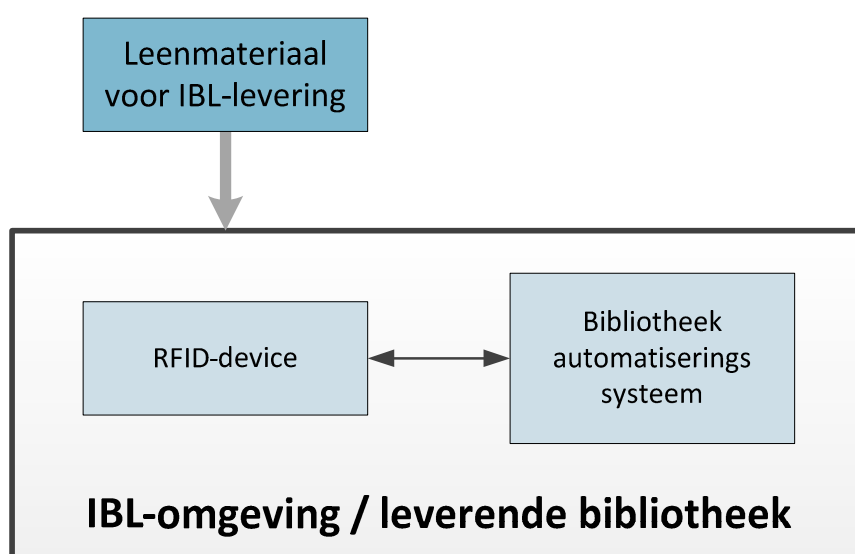 Leenmateriaal
voor IBL-levering
RFID-device
Bibliotheek
automatiserings
systeem
IBL-omgeving / leverende bibliotheek